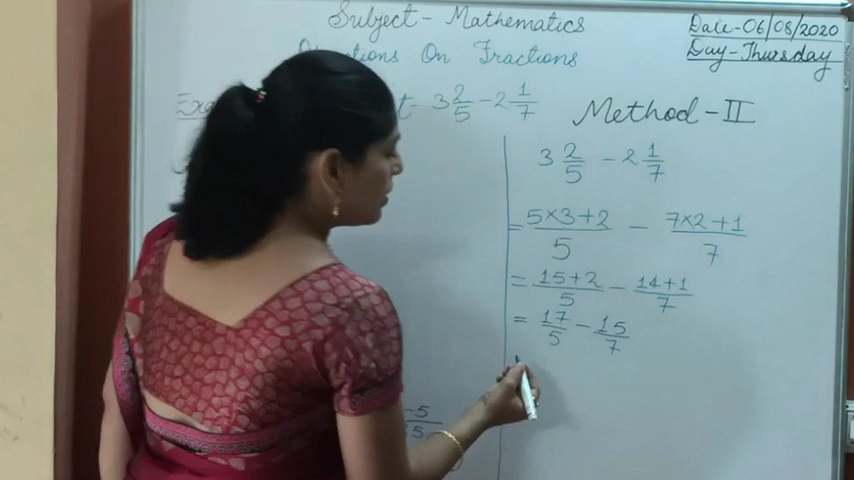 Subject - Mathematics
Date - 06/08/2020
Day - Thursday
On Fractions
3 2/5 - 2 1/7
Method - II
3 2/5 - 2 1/7
= 5×3+2/5 - 7×2+1/7
= 15+2/5 - 14+1/7
= 17/5 - 15/7
-5